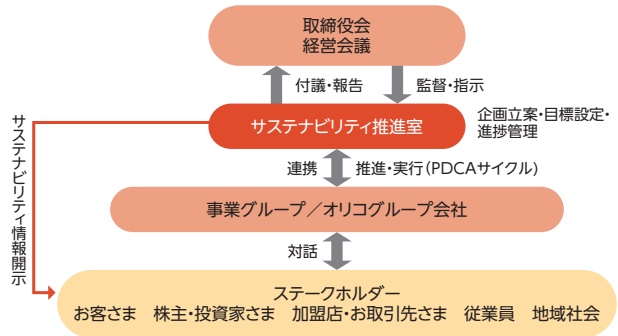 取締役会
経営会議
付議・報告
監督・指示
サステナビリティ推進室
企画立案・目標設定・
進捗管理
連携
推進・実行(PDCAサイクル)
事業グループ／オリコグループ会社
対話
サステナビリティ情報開示
ステークホルダー
お客さま 株主・投資家さま 加盟店・お取引先さま 従業員 地域社会